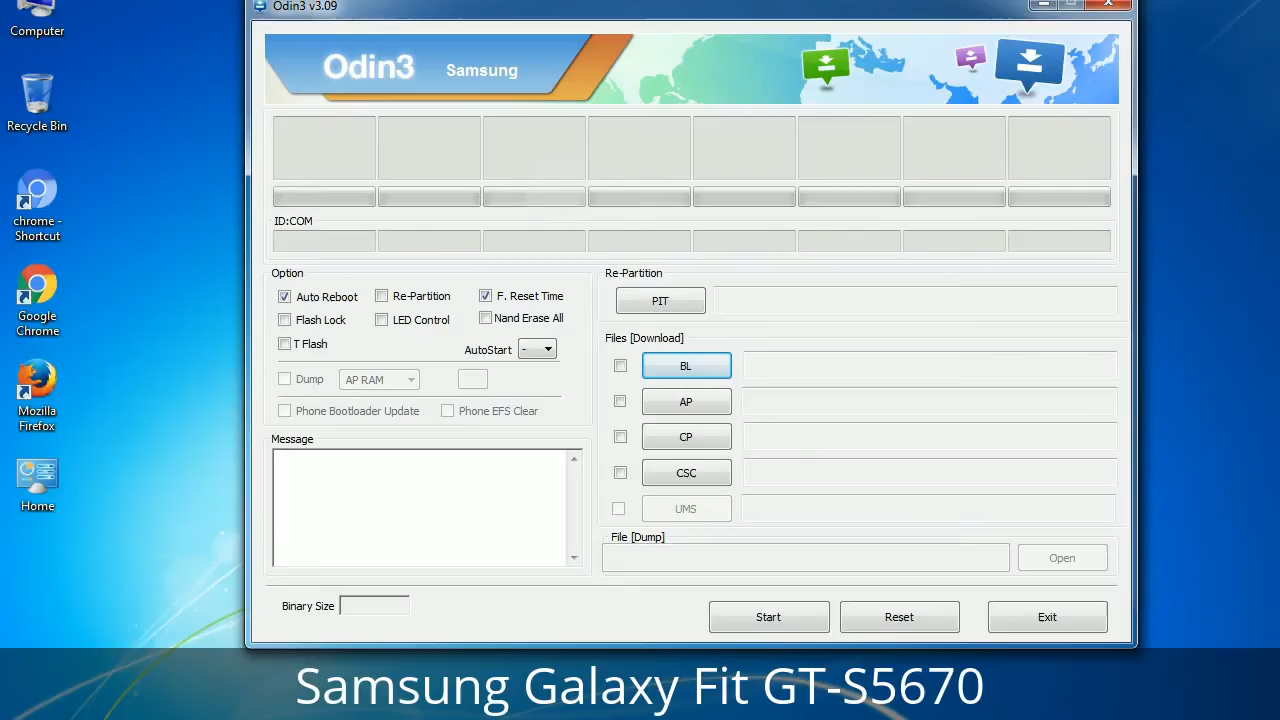 Odin3 v3.09
Computer
Recycle Bin
chrome -
Shortcut
Google
Chrome
Mozilla
Firefox
Home
Odin3 Samsung
ID:COM
Option
Auto Reboot
Re-Partition
F. Reset Time
Flash Lock
LED Control
Nand Erase All
T Flash
AutoStart -
Dump
AP RAM
Phone Bootloader Update
Phone EFS Clear
Message
Re-Partition
PIT
Files [Download]
BL
AP
CP
CSC
UMS
File [Dump]
Open
Binary Size
Start
Reset
Exit
Samsung Galaxy Fit GT-S5670